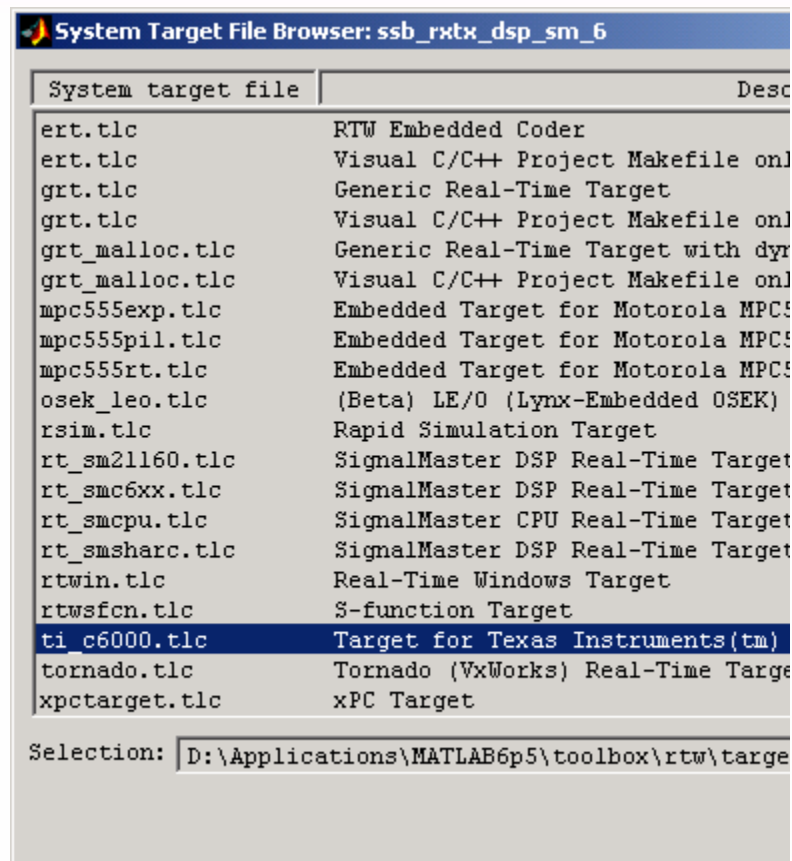 System Target File Browser: ssb_rxtx_dsp_sm_6
System target file Desc
ert.tlc RTW Embedded Coder
ert.tlc Visual C/C++ Project Makefile onl
grt.tlc Generic Real-Time Target
grt.tlc Visual C/C++ Project Makefile onl
grt_malloc.tlc Generic Real-Time Target with dyn
grt_malloc.tlc Visual C/C++ Project Makefile onl
mpc555exp.tlc Embedded Target for Motorola MPC5
mpc555pil.tlc Embedded Target for Motorola MPC5
mpc555rt.tlc Embedded Target for Motorola MPC5
osek_leo.tlc (Beta) LE/O (Lynx-Embedded OSEK)
rsim.tlc Rapid Simulation Target
rt_sm21160.tlc SignalMaster DSP Real-Time Target
rt_smc6xx.tlc SignalMaster DSP Real-Time Target
rt_smcpu.tlc SignalMaster CPU Real-Time Target
rt_smsharc.tlc SignalMaster DSP Real-Time Target
rtwin.tlc Real-Time Windows Target
rtwsfcn.tlc S-function Target
ti_c6000.tlc Target for Texas Instruments(tm)
tornado.tlc Tornado (VxWorks) Real-Time Targe
xpctarget.tlc xPC Target
Selection: D:\Applications\MATLAB6p5\toolbox\rtw\targe